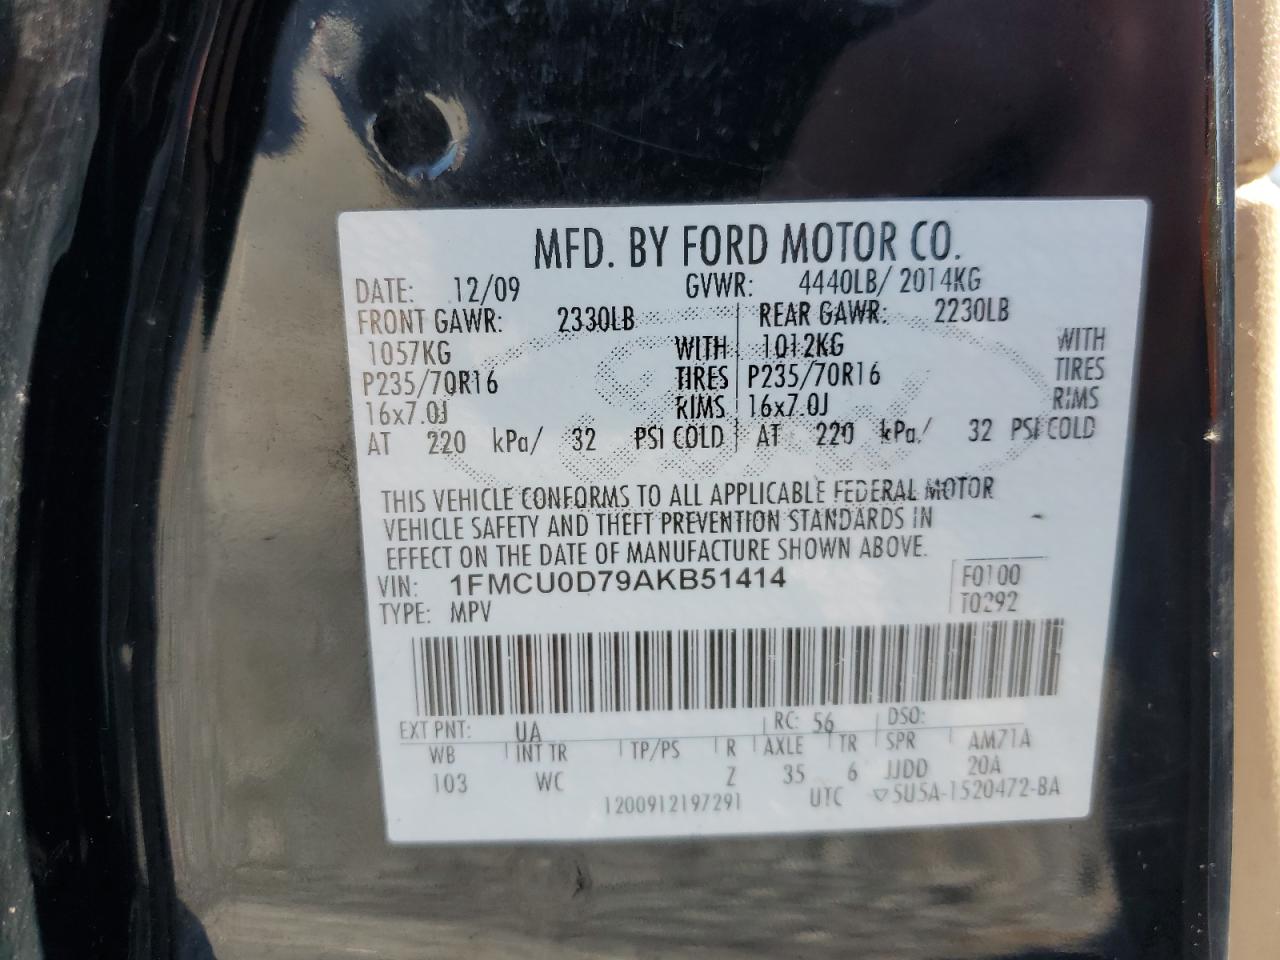 MFD. BY FORD MOTOR CO.
DATE: 12/09 GVWR: 4440LB/ 2014KG
FRONT GAWR: 2330LB REAR GAWR: 2230LB
1057KG WITH 1012KG WITH
P235/70R16 TIRES P235/70R16 TIRES
16x7.0J RIMS 16x7.0J RIMS
AT 220 kPa/ 32 PSI COLD AT 220 kPa/ 32 PSI COLD
THIS VEHICLE CONFORMS TO ALL APPLICABLE FEDERAL MOTOR
VEHICLE SAFETY AND THEFT PREVENTION STANDARDS IN
EFFECT ON THE DATE OF MANUFACTURE SHOWN ABOVE.
VIN: 1FMCU0D79AKB51414 F0100
TYPE: MPV T0292
EXT PNT: UA RC: 56 DSO:
WB INT TR TP/PS R AXLE TR SPR AM71A
103 WC Z 35 6 JJDD 20A
1200912197291 UTC ▽5U5A-1520472-BA